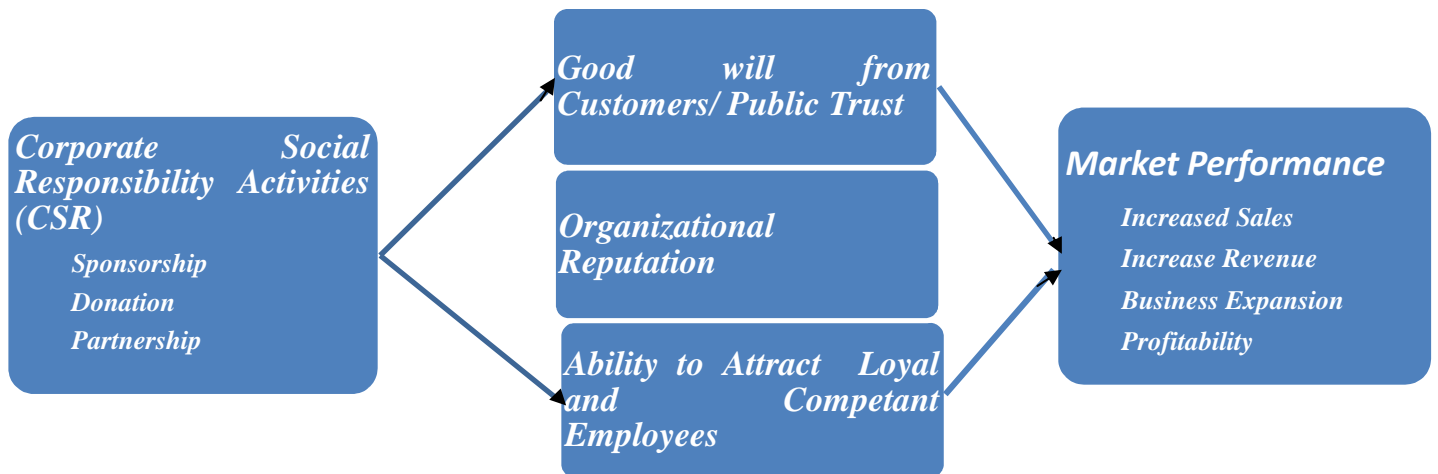 Corporate Social
Responsibility Activities
(CSR)
Sponsorship
Donation
Partnership
Good will from
Customers/ Public Trust
Organizational
Reputation
Ability to Attract Loyal
and Competant
Employees
Market Performance
Increased Sales
Increase Revenue
Business Expansion
Profitability